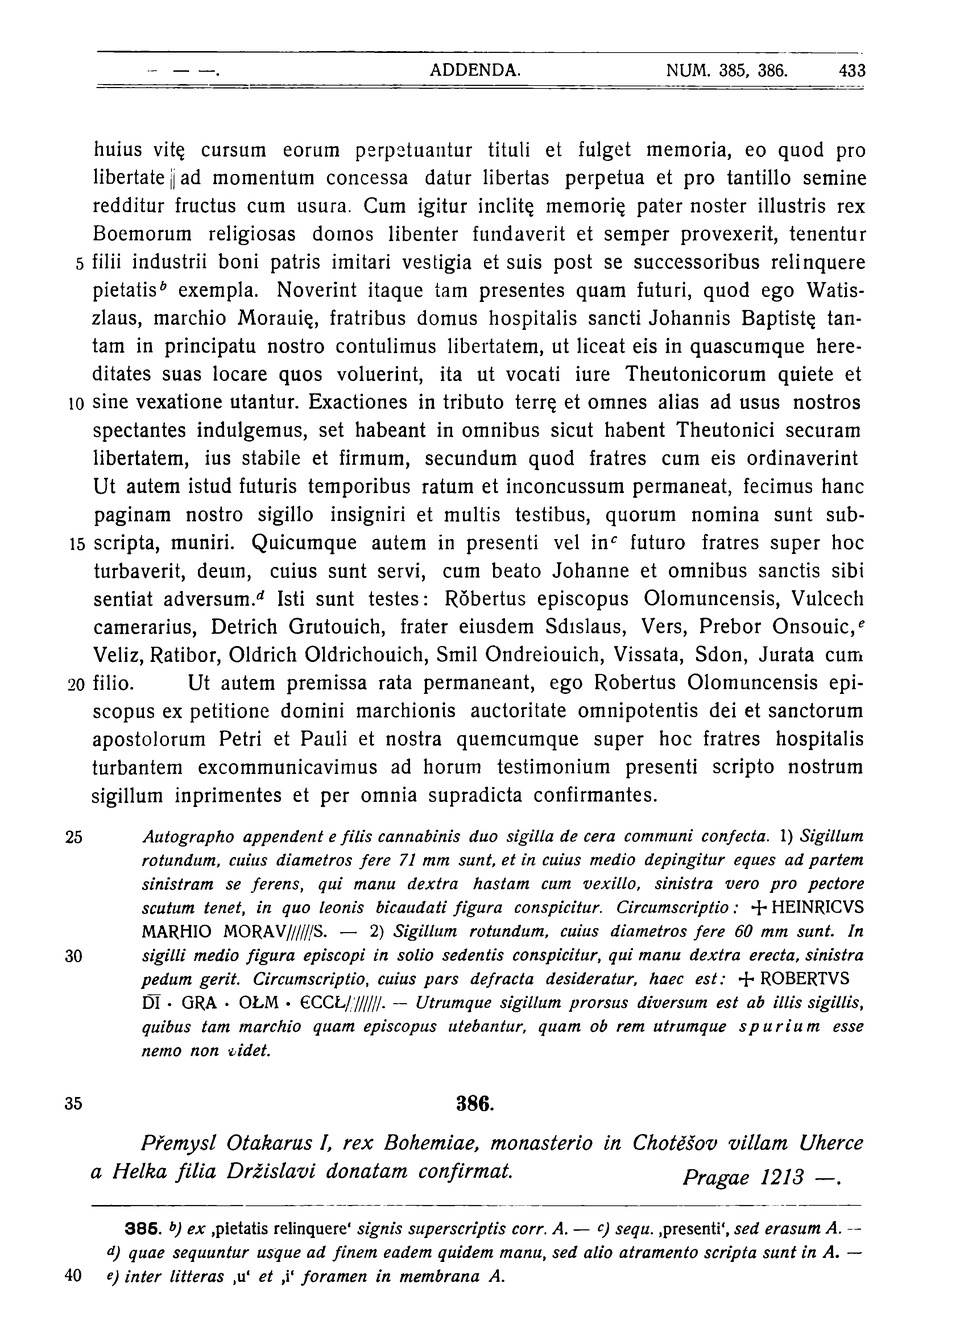 – — —. ADDENDA. NUM. 385, 386. 433
huius vitę cursum eorum perpetuantur tituli et fulget memoria, eo quod pro
libertate || ad momentum concessa datur libertas perpetua et pro tantillo semine
redditur fructus cum usura. Cum igitur inclitę memorię pater noster illustris rex
Boemorum religiosas domos libenter fundaverit et semper provexerit, tenentur
5 filii industrii boni patris imitari vestigia et suis post se successoribus relinquere
pietatis b exempla. Noverint itaque tam presentes quam futuri, quod ego Watis-
zlaus, marchio Morauię, fratribus domus hospitalis sancti Johannis Baptistę tan-
tam in principatu nostro contulimus libertatem, ut liceat eis in quascumque here-
ditates suas locare quos voluerint, ita ut vocati iure Theutonicorum quiete et
10 sine vexatione utantur. Exactiones in tributo terrę et omnes alias ad usus nostros
spectantes indulgemus, set habeant in omnibus sicut habent Theutonici securam
libertatem, ius stabile et firmum, secundum quod fratres cum eis ordinaverint
Ut autem istud futuris temporibus ratum et inconcussum permaneat, fecimus hanc
paginam nostro sigillo insigniri et multis testibus, quorum nomina sunt sub-
15 scripta, muniri. Quicumque autem in presenti vel in c futuro fratres super hoc
turbaverit, deum, cuius sunt servi, cum beato Johanne et omnibus sanctis sibi
sentiat adversum. d Isti sunt testes: Rŏbertus episcopus Olomuncensis, Vulcech
camerarius, Detrich Grutouich, frater eiusdem Sdislaus, Vers, Prebor Onsouic, e
Veliz, Ratibor, Oldrich Oldrichouich, Smil Ondreiouich, Vissata, Sdon, Jurata cum
20 filio. Ut autem premissa rata permaneant, ego Robertus Olomuncensis epi-
scopus ex petitione domini marchionis auctoritate omnipotentis dei et sanctorum
apostolorum Petri et Pauli et nostra quemcumque super hoc fratres hospitalis
turbantem excommunicavimus ad horum testimonium presenti scripto nostrum
sigillum inprimentes et per omnia supradicta confirmantes.
25 Autographo appendent e filis cannabinis duo sigilla de cera communi confecta. 1) Sigillum
rotundum, cuius diametros fere 71 mm sunt, et in cuius medio depingitur eques ad partem
sinistram se ferens, qui manu dextra hastam cum vexillo, sinistra vero pro pectore
scutum tenet, in quo leonis bicaudati figura conspicitur. Circumscriptio: + HEINRICVS
MARHIO MORAV//////S. — 2) Sigillum rotundum, cuius diametros fere 60 mm sunt. In
30 sigilli medio figura episcopi in solio sedentis conspicitur, qui manu dextra erecta, sinistra
pedum gerit. Circumscriptio, cuius pars defracta desideratur, haec est: + ROBERTVS
D̅I̅ · GRA · OŁM · ЄCCL////////. — Utrumque sigillum prorsus diversum est ab illis sigillis,
quibus tam marchio quam episcopus utebantur, quam ob rem utrumque spurium esse
nemo non videt.
35 386.
Přemysl Otakarus I, rex Bohemiae, monasterio in Chotěšov villam Uherce
a Helka filia Držislavi donatam confirmat. Pragae 1213 —.
385. b) ex ‚pietatis relinquere‘ signis superscriptis corr. A. — c) sequ. ‚presenti‘, sed erasum A. —
d) quae sequuntur usque ad finem eadem quidem manu, sed alio atramento scripta sunt in A. —
40 e) inter litteras ‚u‘ et ‚i‘ foramen in membrana A.